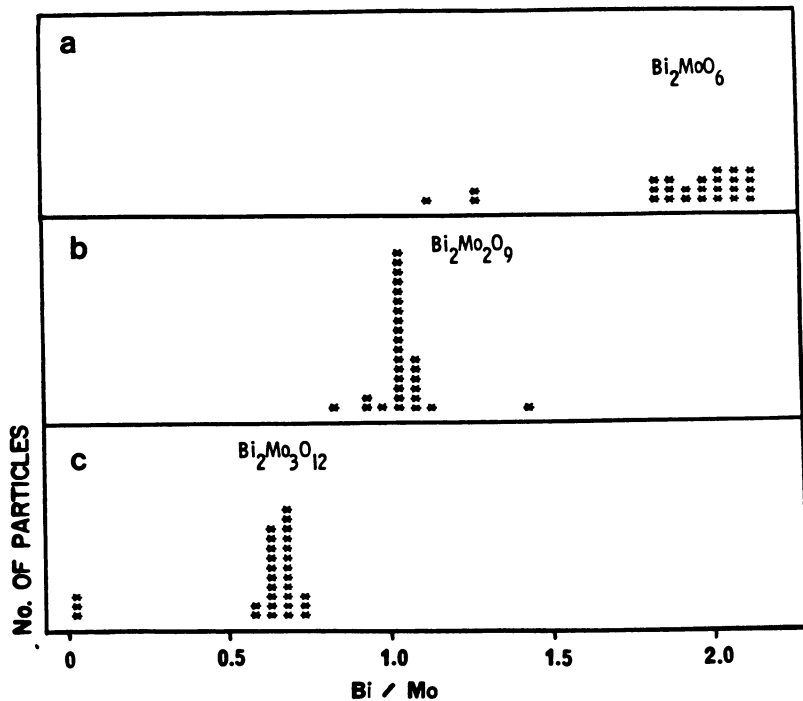 a
Bi₂MoO₆
b
Bi₂Mo₂O₉
c
Bi₂Mo₃O₁₂
No. OF PARTICLES
0 0.5 1.0 1.5 2.0
Bi / Mo